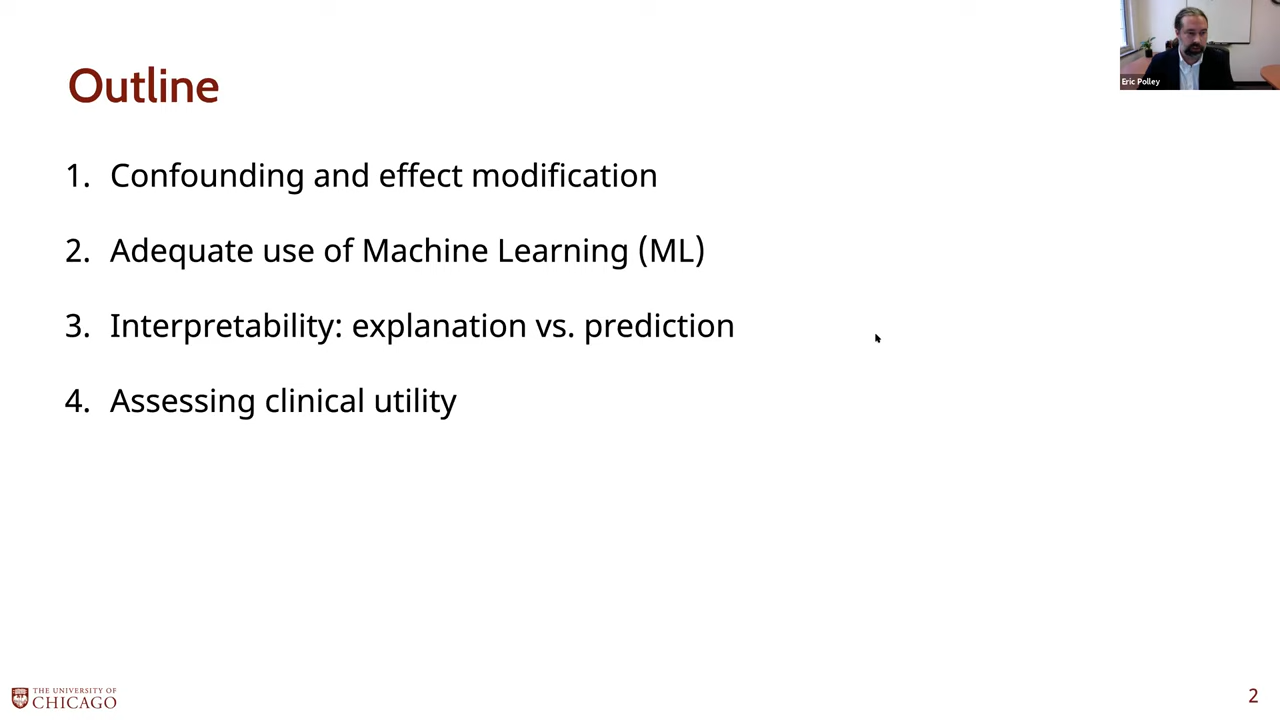 Outline
1. Confounding and effect modification
2. Adequate use of Machine Learning (ML)
3. Interpretability: explanation vs. prediction
4. Assessing clinical utility
Eric Polley
THE UNIVERSITY OF
CHICAGO
2